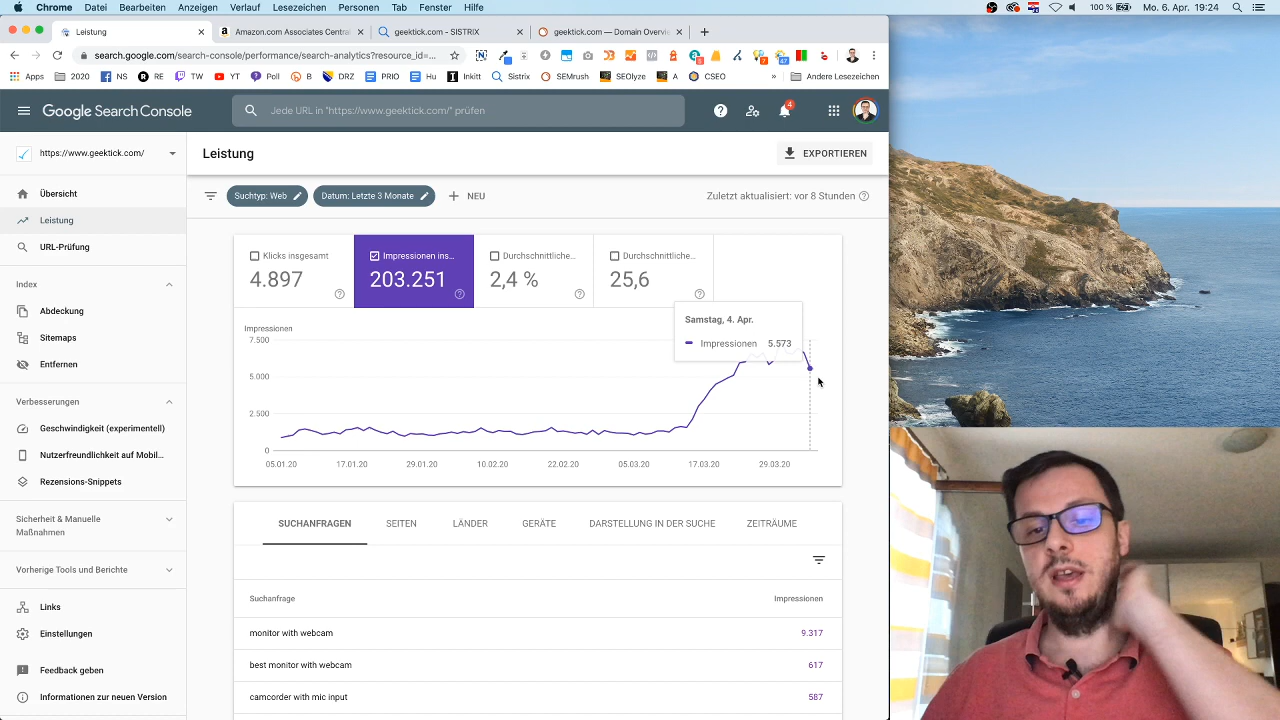 Chrome Datei Bearbeiten Anzeigen Verlauf Lesezeichen Personen Tab Fenster Hilfe 100 % Mo. 6. Apr. 19:24
Leistung Amazon.com Associates Central geektick.com - SISTRIX geektick.com — Domain Overvie
search.google.com/search-console/performance/search-analytics?resource_id=...
Apps 2020 NS RE TW YT Poll B DRZ PRIO Hu Inkitt Sistrix SEMrush SEOlyze A CSEO » Andere Lesezeichen
Google Search Console Jede URL in "https://www.geektick.com/" prüfen 4
https://www.geektick.com/
Leistung EXPORTIEREN
Suchtyp: Web Datum: Letzte 3 Monate NEU Zuletzt aktualisiert: vor 8 Stunden
Übersicht
Leistung
URL-Prüfung
Index
Abdeckung
Sitemaps
Entfernen
Verbesserungen
Geschwindigkeit (experimentell)
Nutzerfreundlichkeit auf Mobil...
Rezensions-Snippets
Sicherheit & Manuelle
Maßnahmen
Vorherige Tools und Berichte
Links
Einstellungen
Feedback geben
Informationen zur neuen Version
Klicks insgesamt Impressionen ins... Durchschnittliche... Durchschnittliche...
4.897 203.251 2,4 % 25,6
Samstag, 4. Apr.
Impressionen 5.573
Impressionen
7.500
5.000
2.500
0
05.01.20 17.01.20 29.01.20 10.02.20 22.02.20 05.03.20 17.03.20 29.03.20
SUCHANFRAGEN SEITEN LÄNDER GERÄTE DARSTELLUNG IN DER SUCHE ZEITRÄUME
Suchanfrage Impressionen
monitor with webcam 9.317
best monitor with webcam 617
camcorder with mic input 587